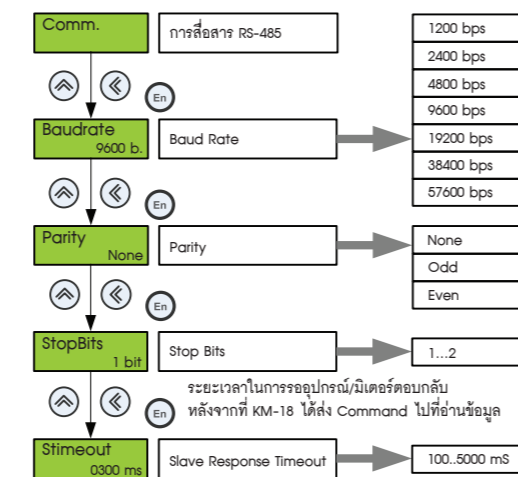 Comm.
การสื่อสาร RS-485
1200 bps
2400 bps
4800 bps
9600 bps
19200 bps
38400 bps
57600 bps
En
Baudrate
9600 b.
Baud Rate
En
Parity
None
Parity
None
Odd
Even
En
StopBits
1 bit
Stop Bits
1...2
ระยะเวลาในการรออุปกรณ์/มิเตอร์ตอบกลับ
หลังจากที่ KM-18 ได้ส่ง Command ไปที่อ่านข้อมูล
En
Stimeout
0300 ms
Slave Response Timeout
100..5000 mS